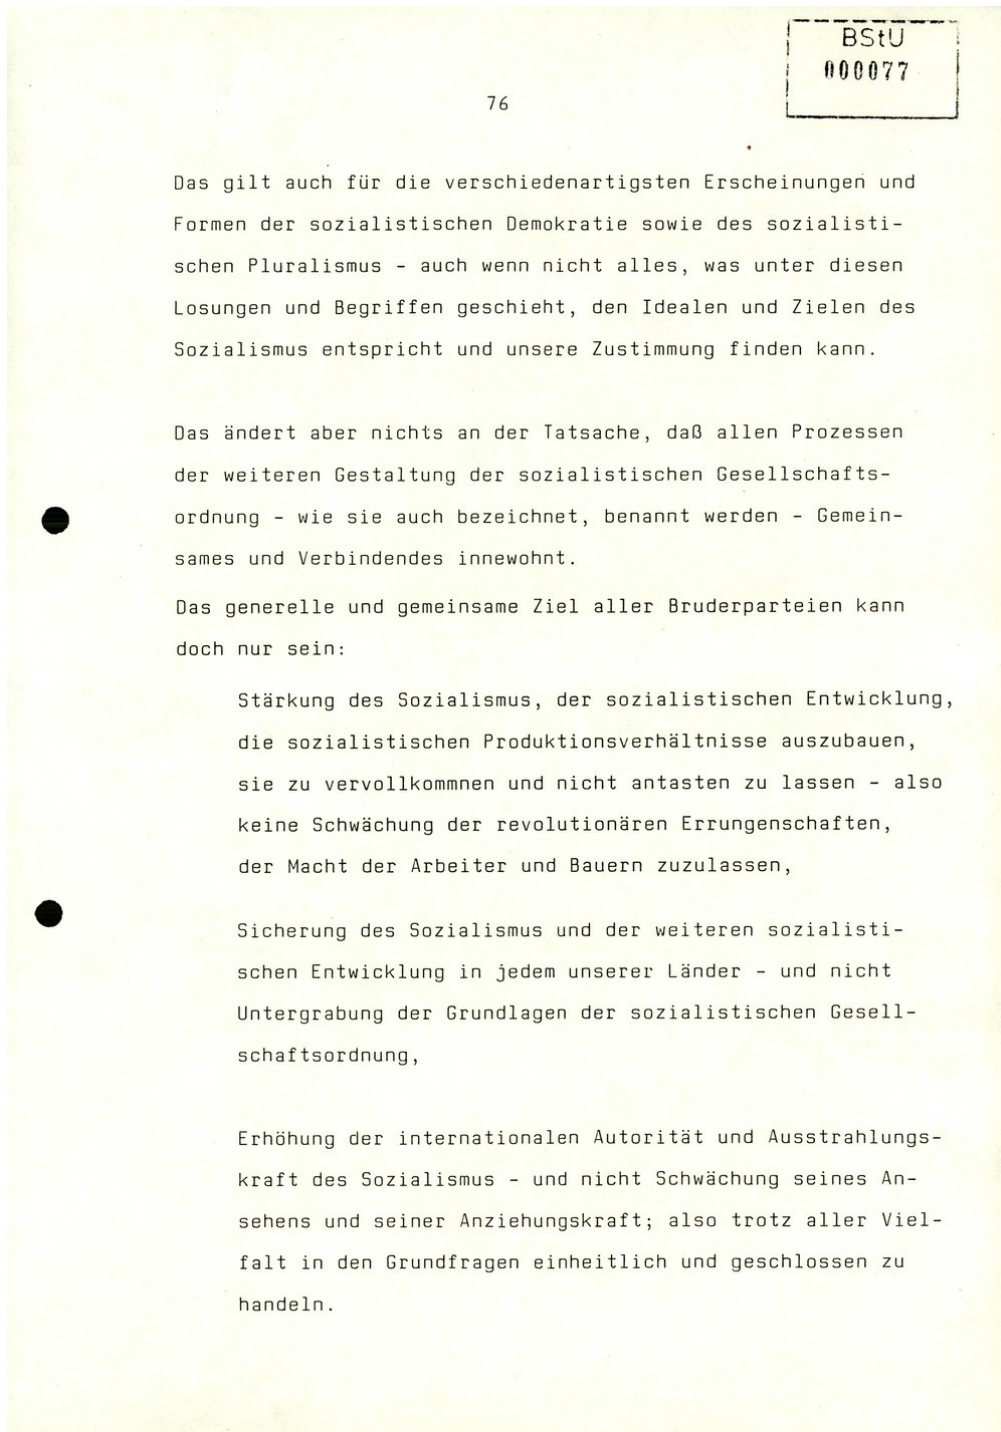 BStU
000077
76
Das gilt auch für die verschiedenartigsten Erscheinungen und
Formen der sozialistischen Demokratie sowie des sozialisti-
schen Pluralismus - auch wenn nicht alles, was unter diesen
Losungen und Begriffen geschieht, den Idealen und Zielen des
Sozialismus entspricht und unsere Zustimmung finden kann.
Das ändert aber nichts an der Tatsache, daß allen Prozessen
der weiteren Gestaltung der sozialistischen Gesellschafts-
ordnung - wie sie auch bezeichnet, benannt werden - Gemein-
sames und Verbindendes innewohnt.
Das generelle und gemeinsame Ziel aller Bruderparteien kann
doch nur sein:
Stärkung des Sozialismus, der sozialistischen Entwicklung,
die sozialistischen Produktionsverhältnisse auszubauen,
sie zu vervollkommnen und nicht antasten zu lassen - also
keine Schwächung der revolutionären Errungenschaften,
der Macht der Arbeiter und Bauern zuzulassen,
Sicherung des Sozialismus und der weiteren sozialisti-
schen Entwicklung in jedem unserer Länder - und nicht
Untergrabung der Grundlagen der sozialistischen Gesell-
schaftsordnung,
Erhöhung der internationalen Autorität und Ausstrahlungs-
kraft des Sozialismus - und nicht Schwächung seines An-
sehens und seiner Anziehungskraft; also trotz aller Viel-
falt in den Grundfragen einheitlich und geschlossen zu
handeln.